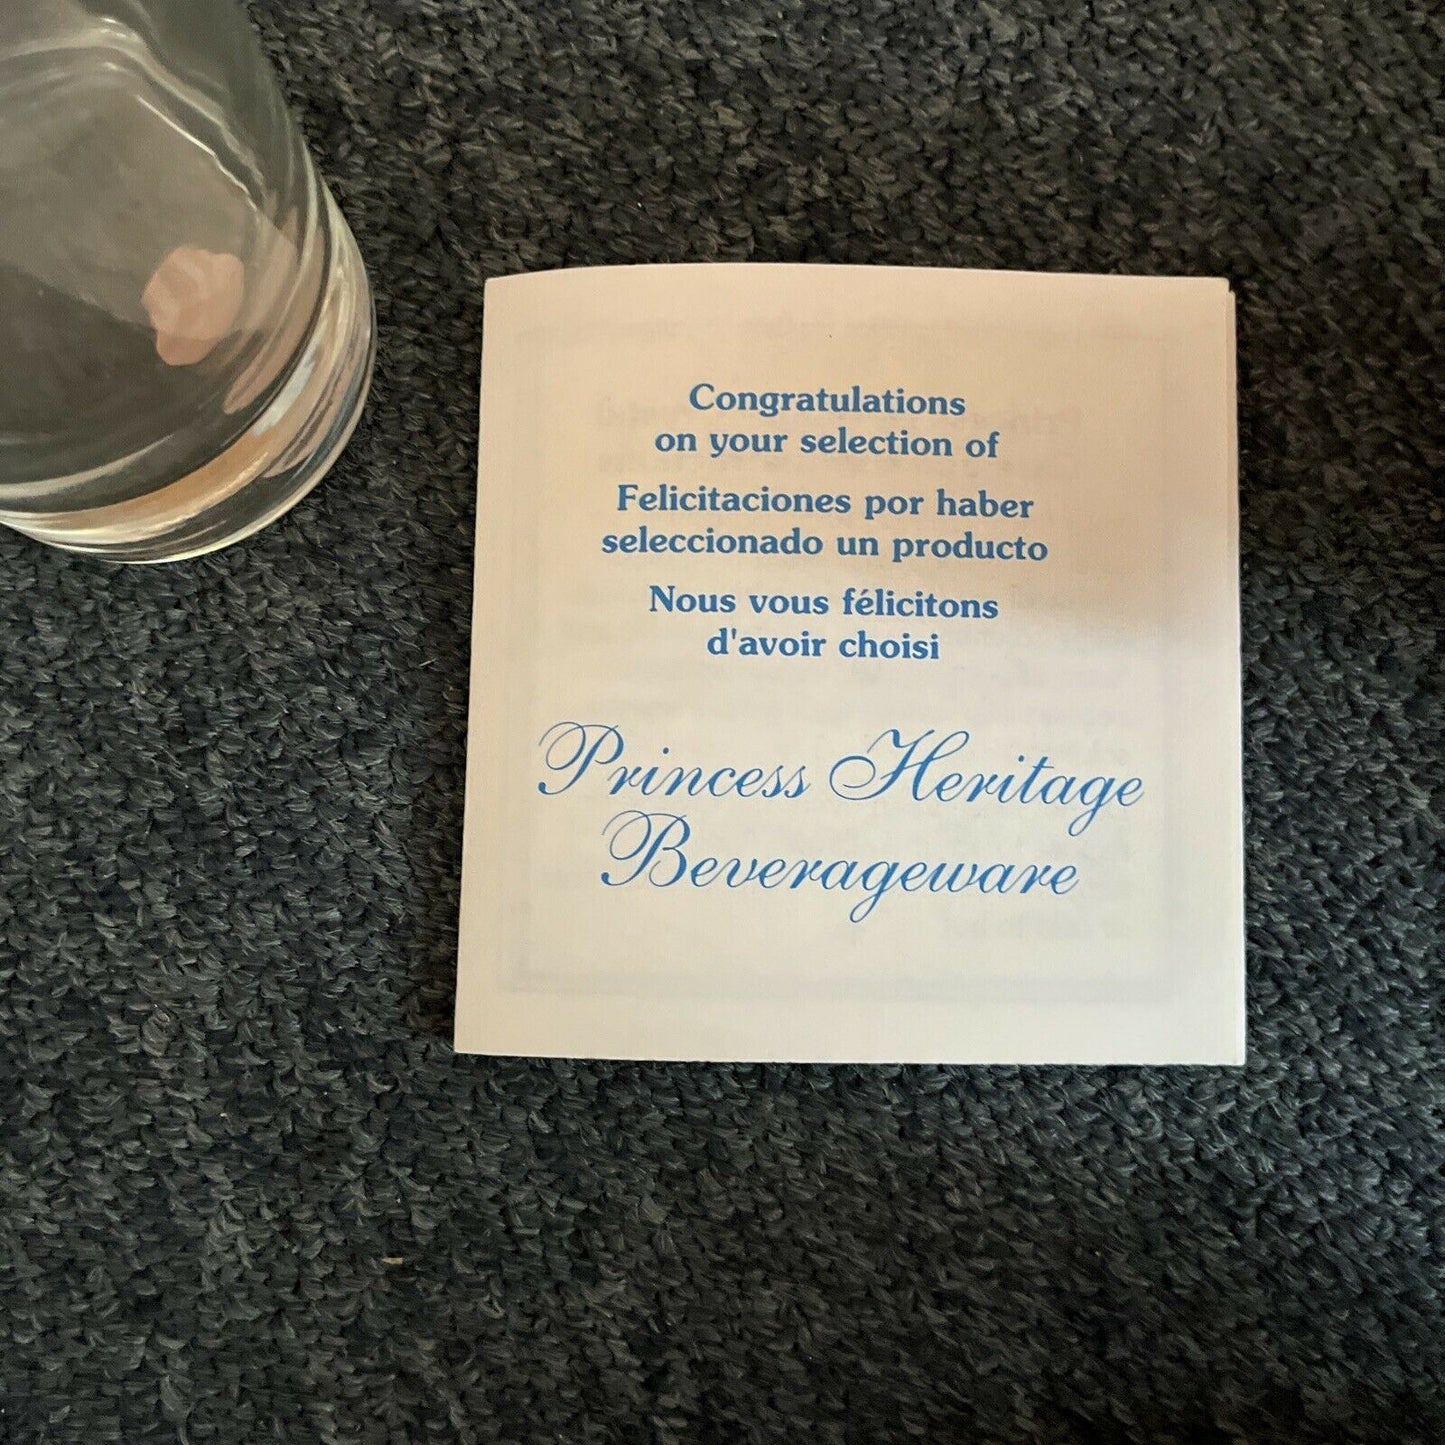 Congratulations
on your selection of
Felicitaciones por haber
seleccionado un producto
Nous vous félicitons
d'avoir choisi
Princess Heritage
Beverageware